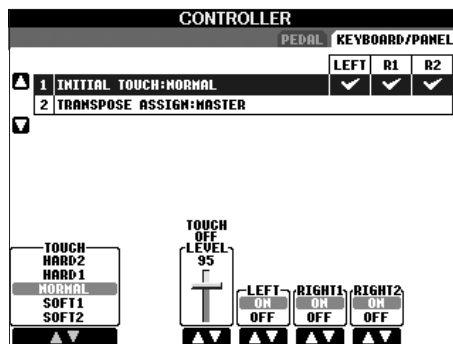 CONTROLLER
PEDAL KEYBOARD/PANEL
LEFT R1 R2
1 INITIAL TOUCH:NORMAL
2 TRANSPOSE ASSIGN:MASTER
TOUCH
HARD2
HARD1
NORMAL
SOFT1
SOFT2
TOUCH
OFF
LEVEL
95
LEFT
ON
OFF
RIGHT1
ON
OFF
RIGHT2
ON
OFF